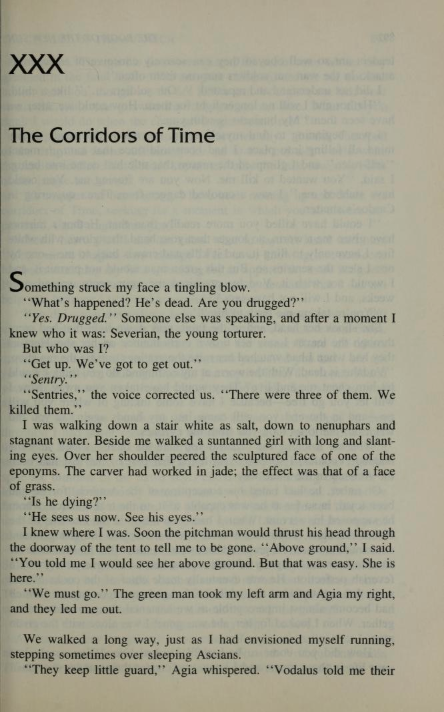 XXX
The Corridors of Time
Something struck my face a tingling blow.
‘‘What’s happened? He’s dead. Are you drugged?’’
‘‘Yes. Drugged.’’ Someone else was speaking, and after a moment I
knew who it was: Severian, the young torturer.
But who was I?
‘‘Get up. We’ve got to get out.’’
‘‘Sentry.’’
‘‘Sentries,’’ the voice corrected us. ‘‘There were three of them. We
killed them.’’
I was walking down a stair white as salt, down to nenuphars and
stagnant water. Beside me walked a suntanned girl with long and slant-
ing eyes. Over her shoulder peered the sculptured face of one of the
eponyms. The carver had worked in jade; the effect was that of a face
of grass.
‘‘Is he dying?’’
‘‘He sees us now. See his eyes.’’
I knew where I was. Soon the pitchman would thrust his head through
the doorway of the tent to tell me to be gone. ‘‘Above ground,’’ I said.
‘‘You told me I would see her above ground. But that was easy. She is
here.’’
‘‘We must go.’’ The green man took my left arm and Agia my right,
and they led me out.
We walked a long way, just as I had envisioned myself running,
stepping sometimes over sleeping Ascians.
‘‘They keep little guard,’’ Agia whispered. ‘‘Vodalus told me their